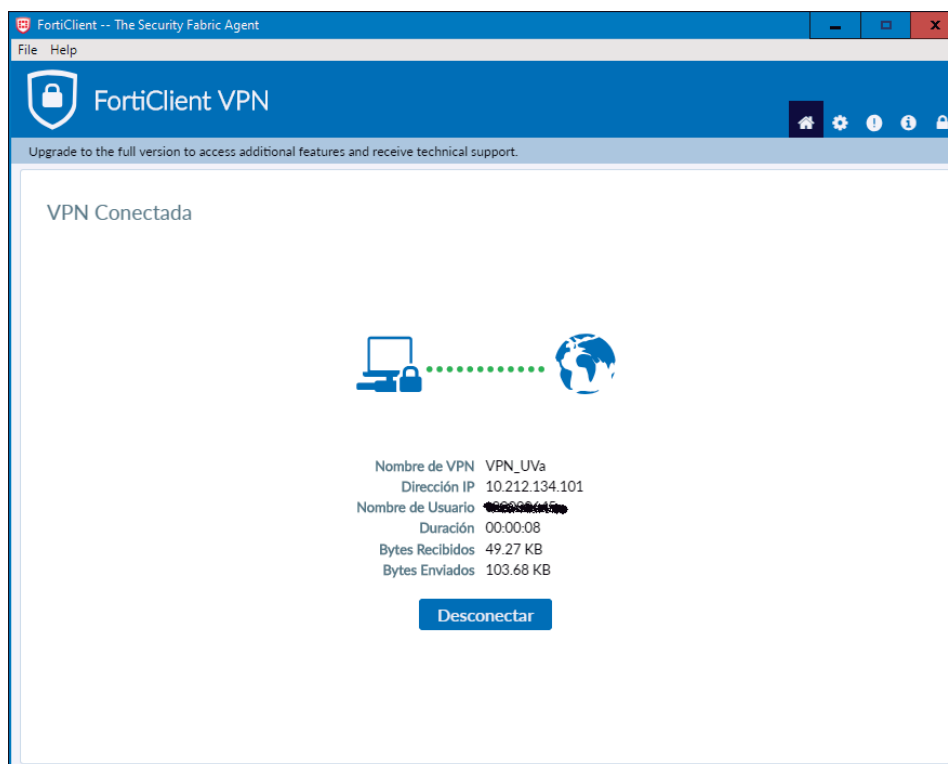 FortiClient -- The Security Fabric Agent
File Help
FortiClient VPN
Upgrade to the full version to access additional features and receive technical support.
VPN Conectada
Nombre de VPN VPN_UVa
Dirección IP 10.212.134.101
Nombre de Usuario
Duración 00:00:08
Bytes Recibidos 49.27 KB
Bytes Enviados 103.68 KB
Desconectar